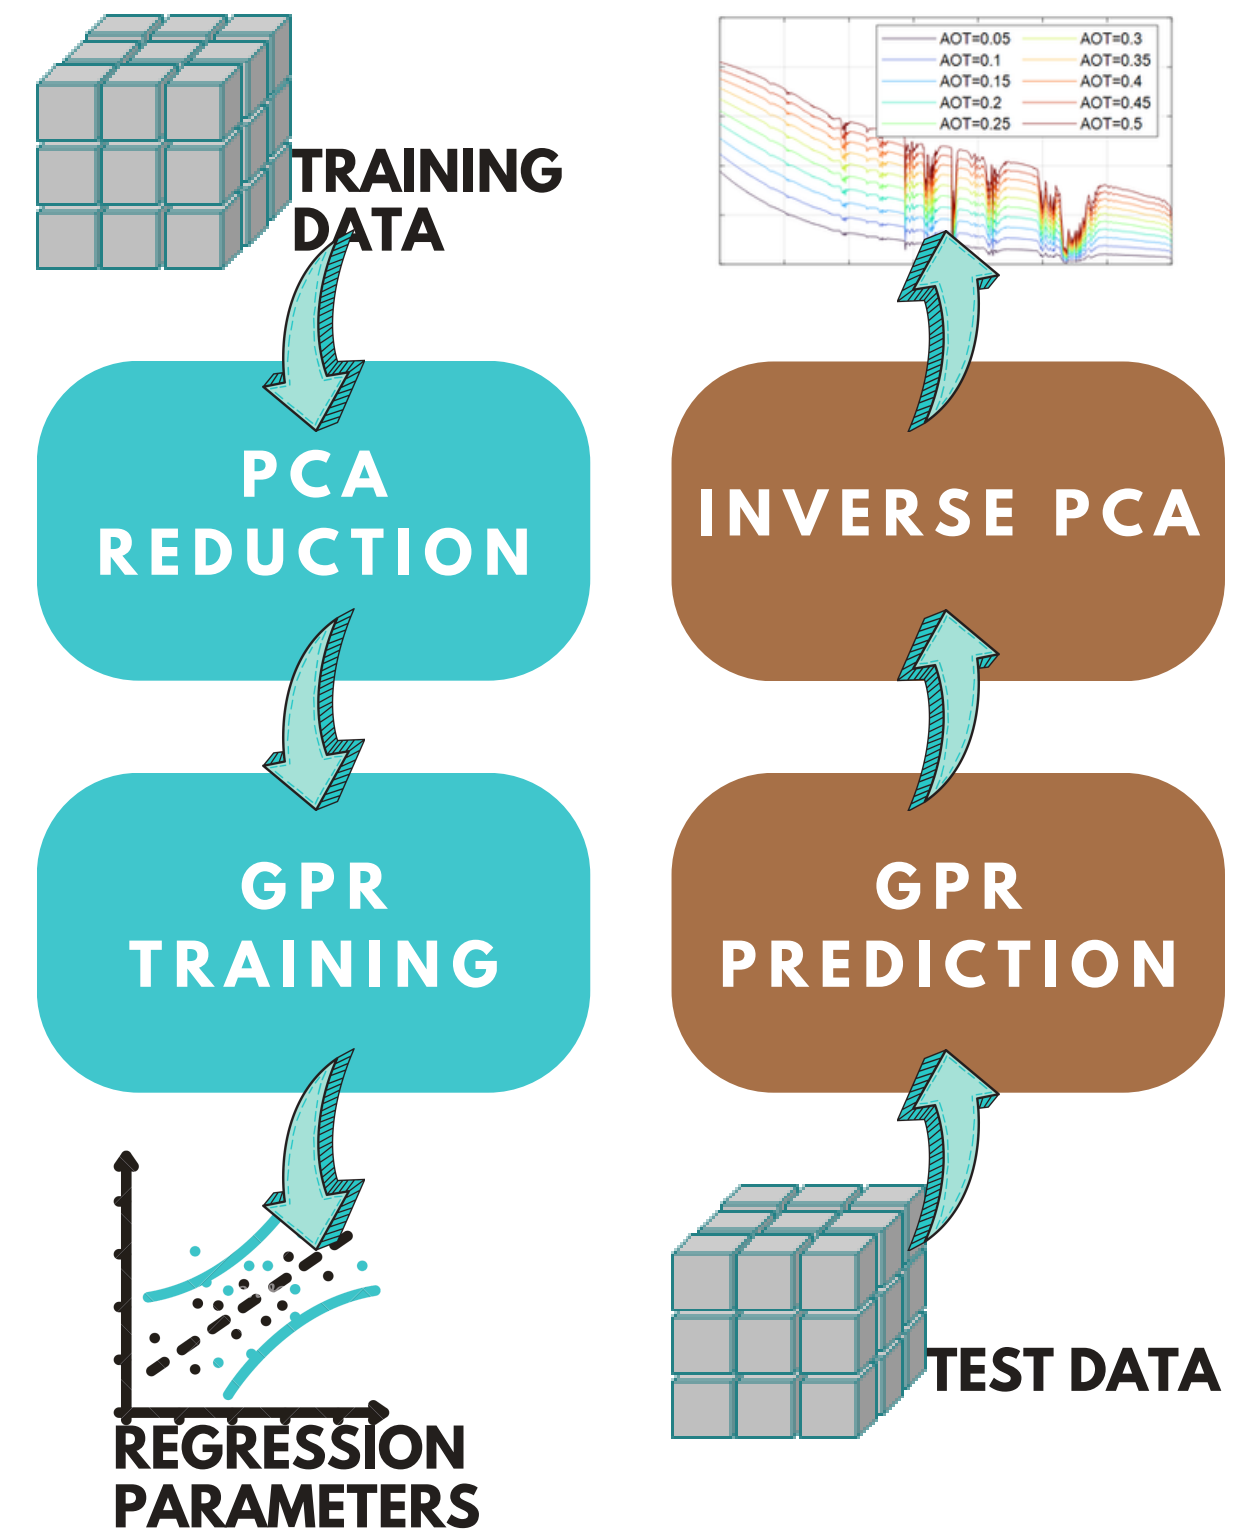 TRAINING
DATA
PCA
REDUCTION
GPR
TRAINING
REGRESSION
PARAMETERS
AOT=0.05
AOT=0.1
AOT=0.15
AOT=0.2
AOT=0.25
AOT=0.3
AOT=0.35
AOT=0.4
AOT=0.45
AOT=0.5
INVERSE PCA
GPR
PREDICTION
TEST DATA